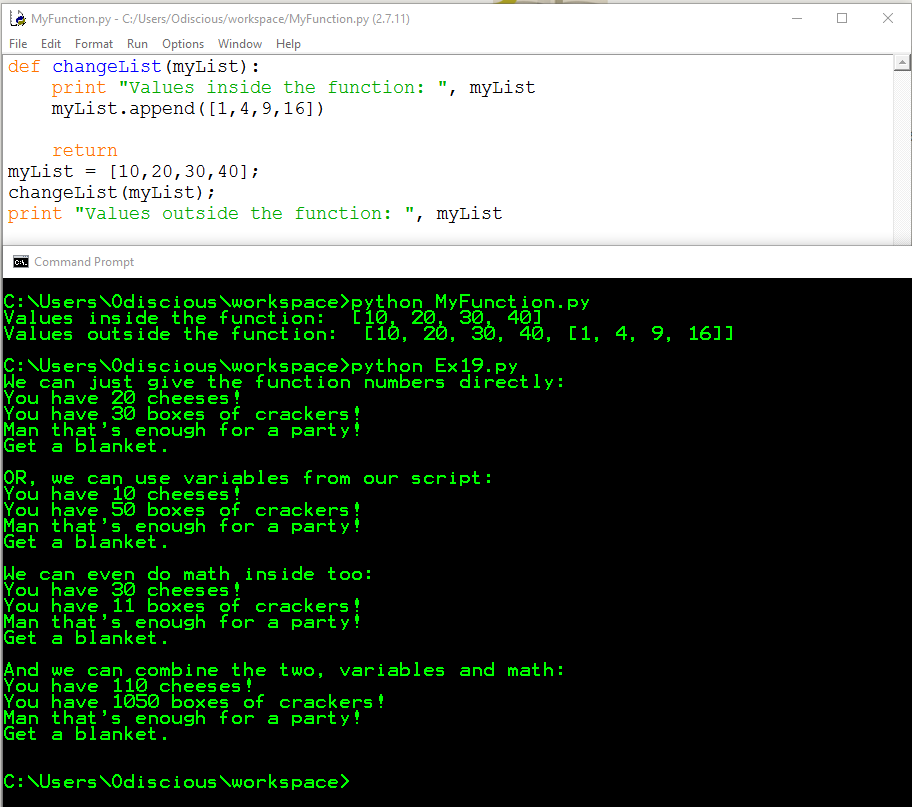 MyFunction.py - C:/Users/Odiscious/workspace/MyFunction.py (2.7.11)
File Edit Format Run Options Window Help
def changeList(myList):
    print "Values inside the function: ", myList
    myList.append([1,4,9,16])
    return
myList = [10,20,30,40];
changeList(myList);
print "Values outside the function: ", myList
Command Prompt
C:\Users\Odiscious\workspace>python MyFunction.py
Values inside the function:  [10, 20, 30, 40]
Values outside the function:  [10, 20, 30, 40, [1, 4, 9, 16]]
C:\Users\Odiscious\workspace>python Ex19.py
We can just give the function numbers directly:
You have 20 cheeses!
You have 30 boxes of crackers!
Man that's enough for a party!
Get a blanket.
OR, we can use variables from our script:
You have 10 cheeses!
You have 50 boxes of crackers!
Man that's enough for a party!
Get a blanket.
We can even do math inside too:
You have 30 cheeses!
You have 11 boxes of crackers!
Man that's enough for a party!
Get a blanket.
And we can combine the two, variables and math:
You have 110 cheeses!
You have 1050 boxes of crackers!
Man that's enough for a party!
Get a blanket.
C:\Users\Odiscious\workspace>